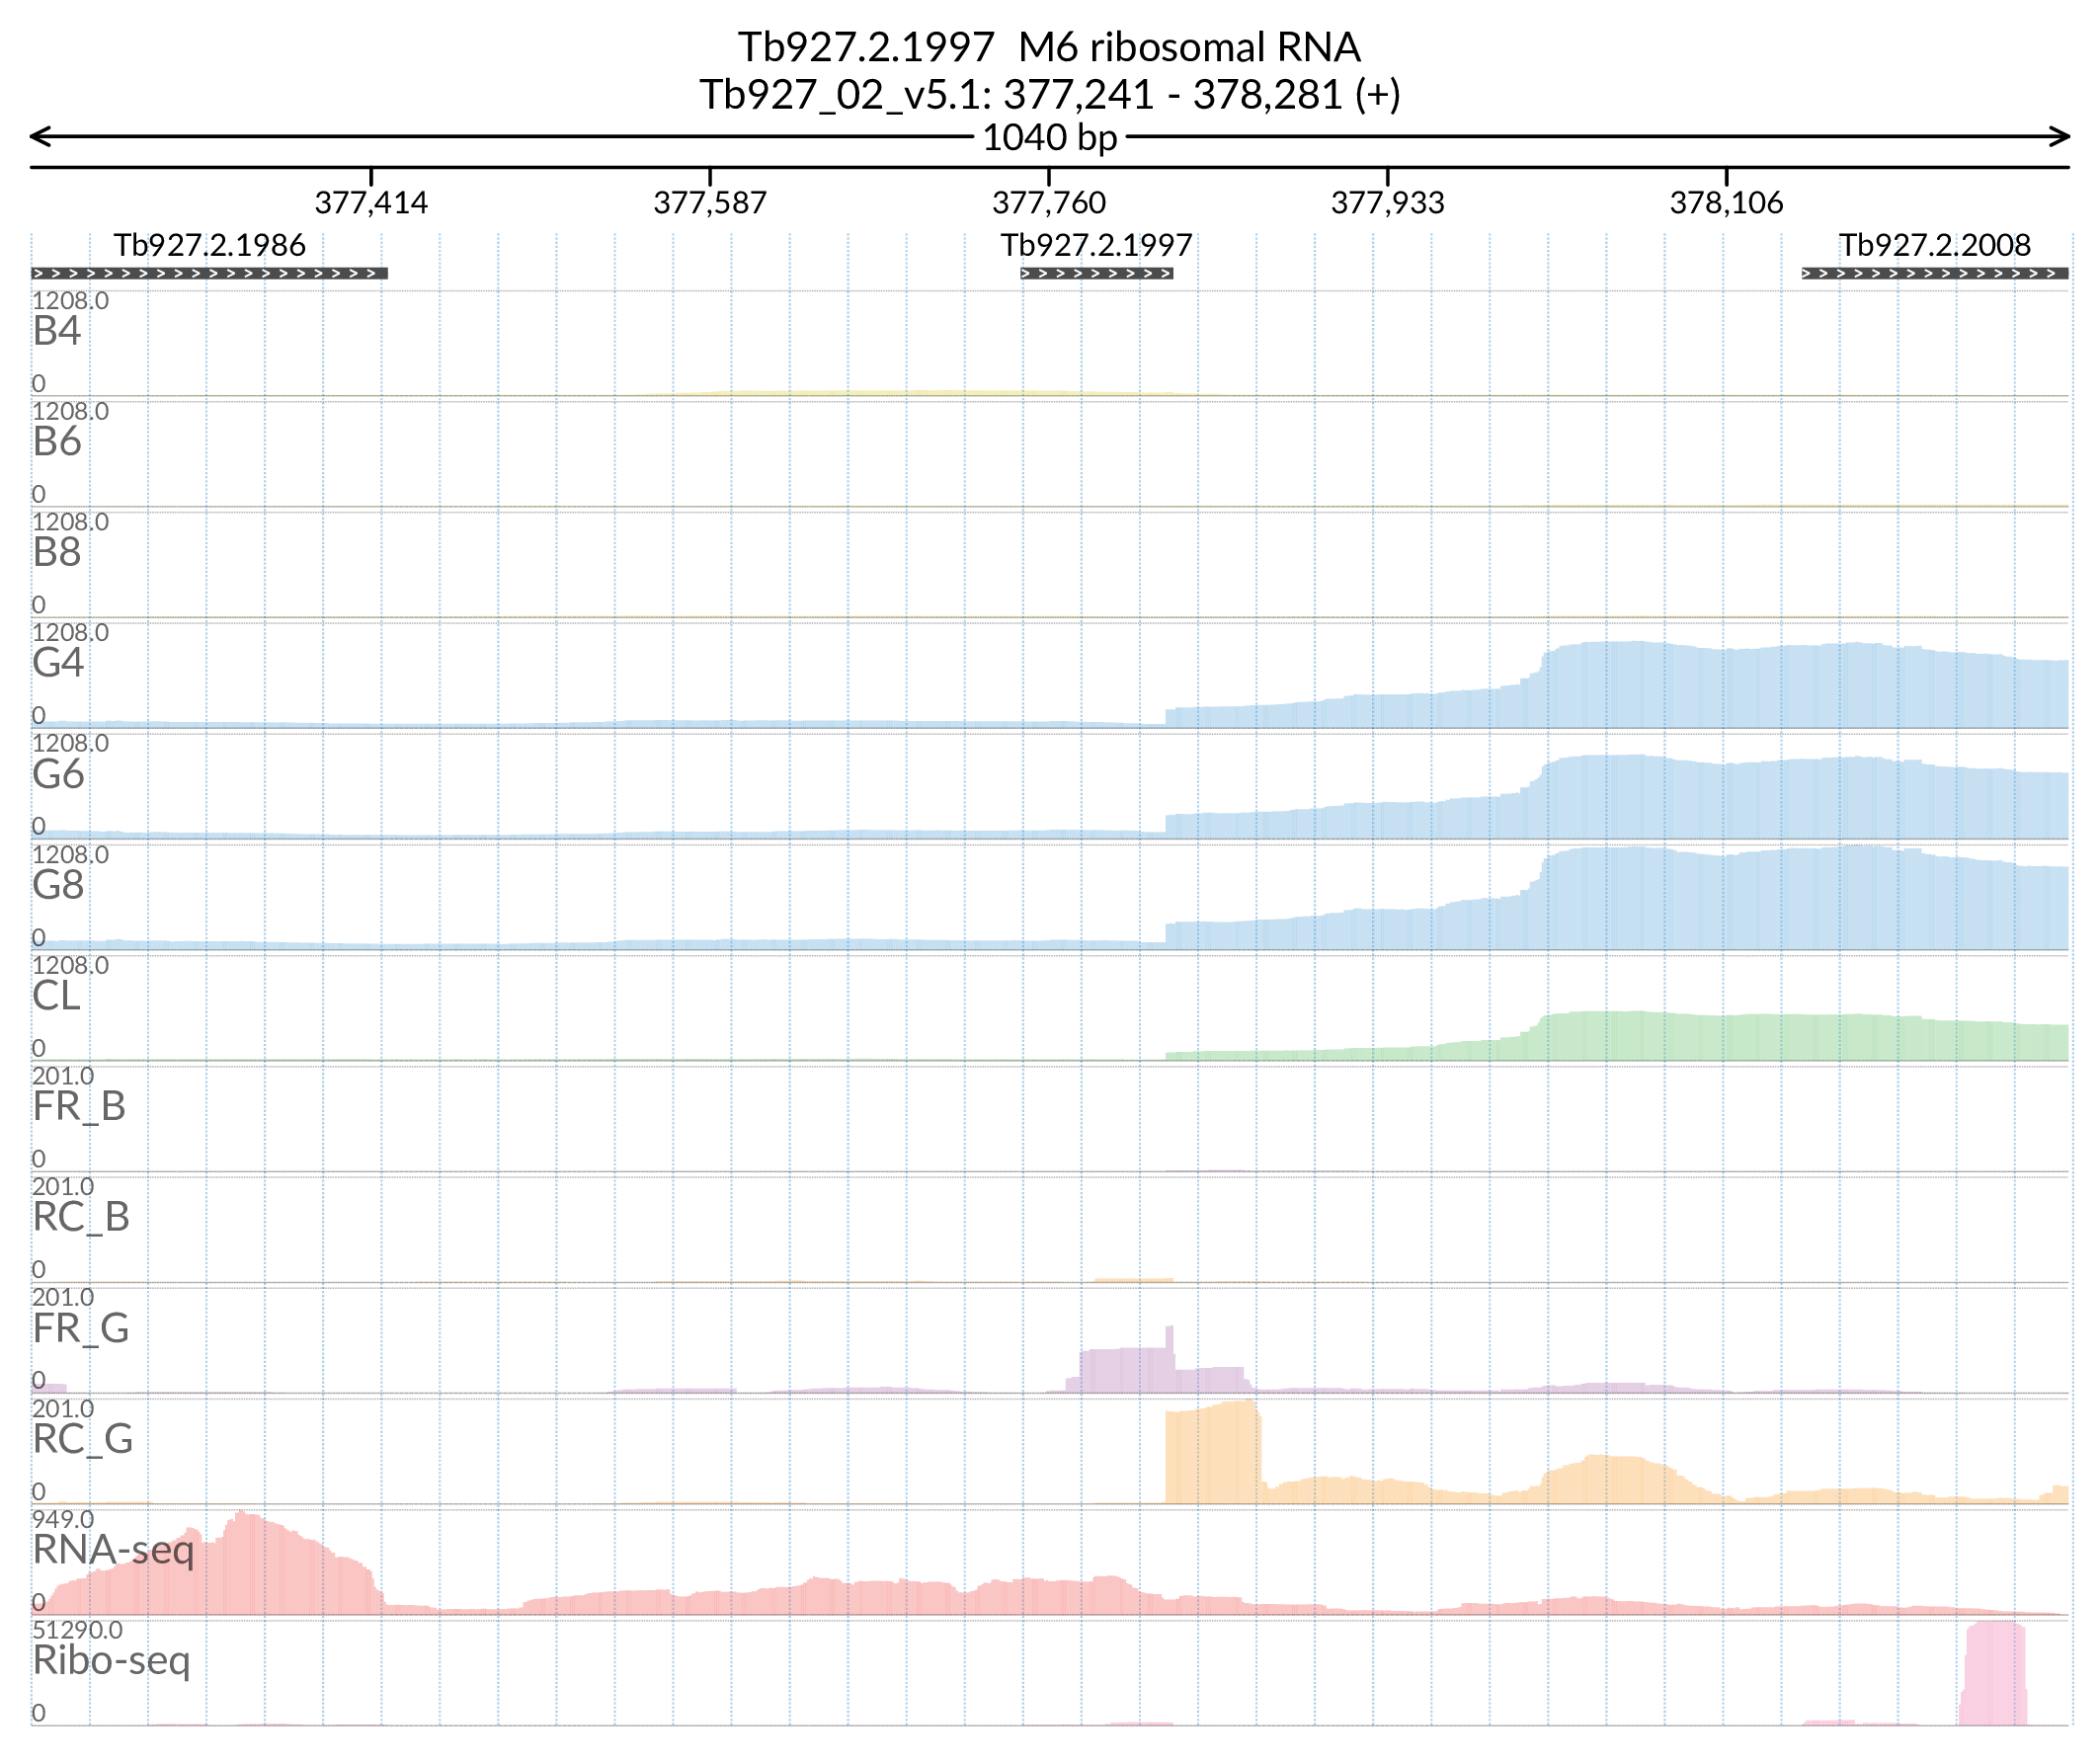 Tb927.2.1997 M6 ribosomal RNA
Tb927_02_v5.1: 377,241 - 378,281 (+)
1040 bp
377,414 377,587 377,760 377,933 378,106
Tb927.2.1986 Tb927.2.1997 Tb927.2.2008
1208.0
B4
0
1208.0
B6
0
1208.0
B8
0
1208.0
G4
0
1208.0
G6
0
1208.0
G8
0
1208.0
CL
0
201.0
FR_B
0
201.0
RC_B
0
201.0
FR_G
0
201.0
RC_G
0
949.0
RNA-seq
0
51290.0
Ribo-seq
0